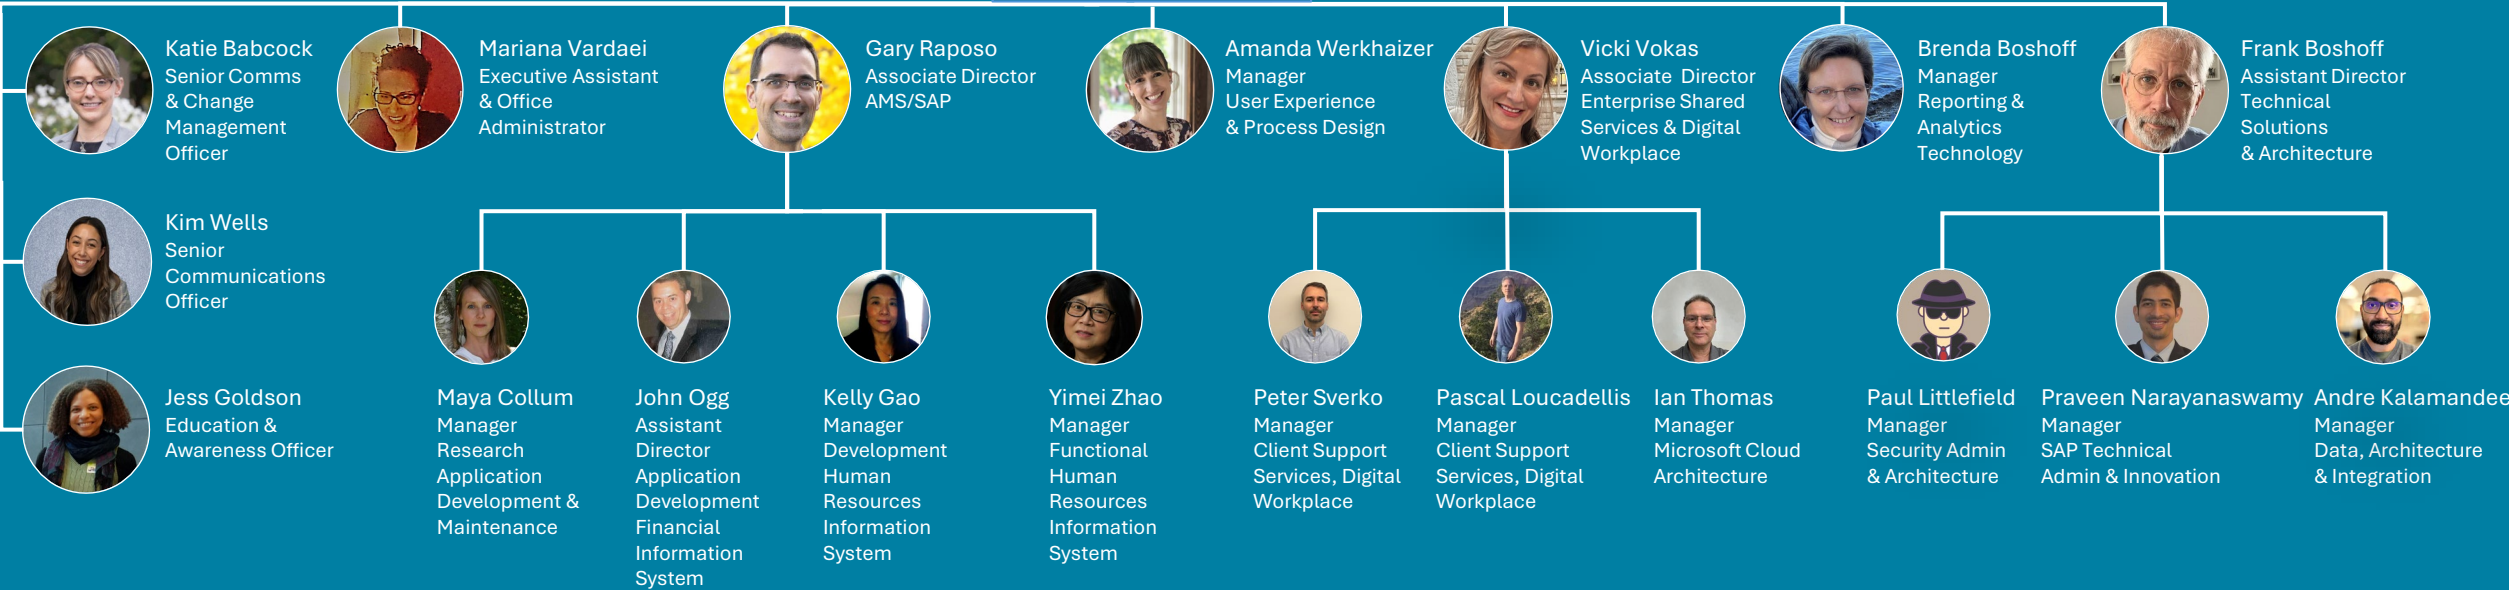 Katie Babcock
Senior Comms
& Change
Management
Officer
Mariana Vardaei
Executive Assistant
& Office
Administrator
Gary Raposo
Associate Director
AMS/SAP
Amanda Werkhaizer
Manager
User Experience
& Process Design
Vicki Vokas
Associate Director
Enterprise Shared
Services & Digital
Workplace
Brenda Boshoff
Manager
Reporting &
Analytics
Technology
Frank Boshoff
Assistant Director
Technical
Solutions
& Architecture
Kim Wells
Senior
Communications
Officer
Jess Goldson
Education &
Awareness Officer
Maya Collum
Manager
Research
Application
Development &
Maintenance
John Ogg
Assistant
Director
Application
Development
Financial
Information
System
Kelly Gao
Manager
Development
Human
Resources
Information
System
Yimei Zhao
Manager
Functional
Human
Resources
Information
System
Peter Sverko
Manager
Client Support
Services, Digital
Workplace
Pascal Loucadellis
Manager
Client Support
Services, Digital
Workplace
Ian Thomas
Manager
Microsoft Cloud
Architecture
Paul Littlefield
Manager
Security Admin
& Architecture
Praveen Narayanaswamy
Manager
SAP Technical
Admin & Innovation
Andre Kalamandee
Manager
Data, Architecture
& Integration